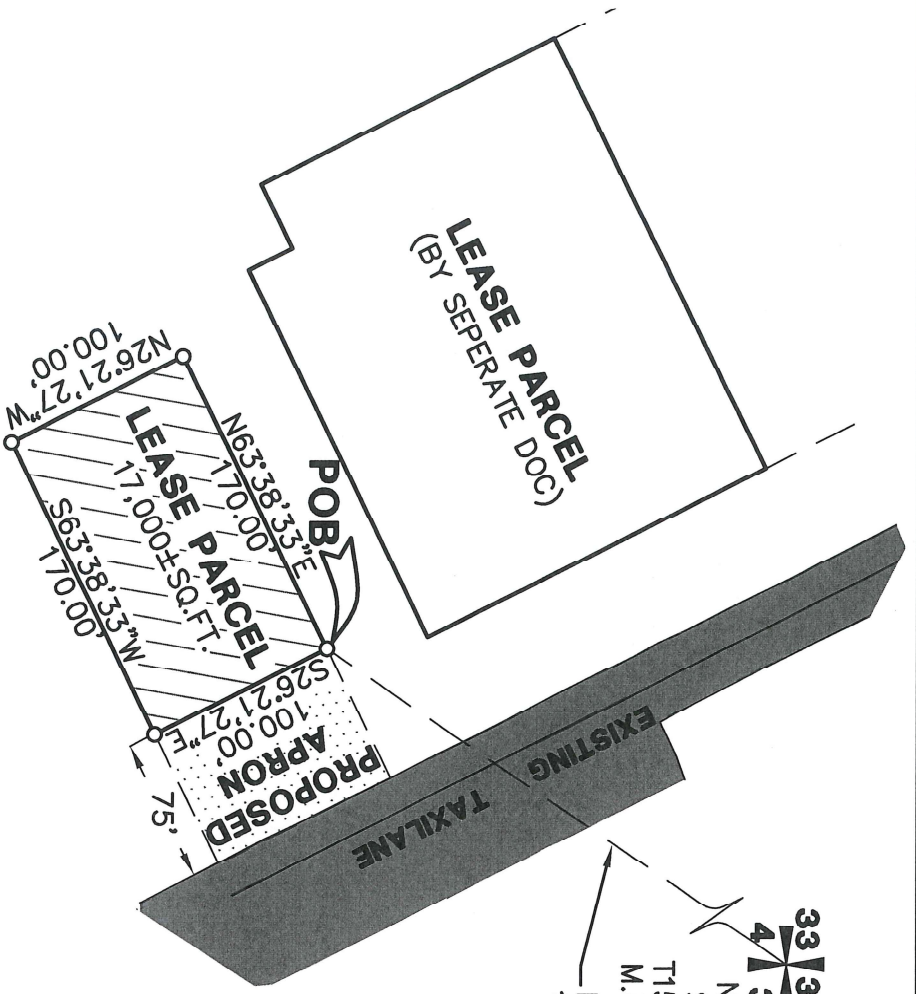 LEASE PARCEL
(BY SEPERATE DOC)
POB
N63°38'33"E
170.00'
N26°21'27"W
100.00'
LEASE PARCEL
17,000±SQ.FT.
S63°38'33"W
170.00'
S26°21'27"E
100.00'
PROPOSED
APRON
75'
EXISTING
TAXILANE
33
4